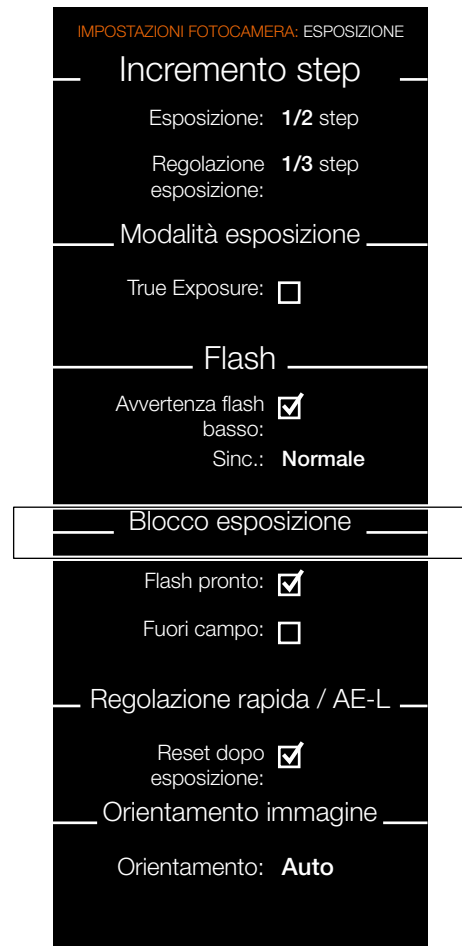 IMPOSTAZIONI FOTOCAMERA: ESPOSIZIONE
Incremento step
Esposizione: 1/2 step
Regolazione 1/3 step
esposizione:
Modalità esposizione
True Exposure:
Flash
Avvertenza flash
basso:
Sinc.: Normale
Blocco esposizione
Flash pronto:
Fuori campo:
Regolazione rapida / AE-L
Reset dopo
esposizione:
Orientamento immagine
Orientamento: Auto